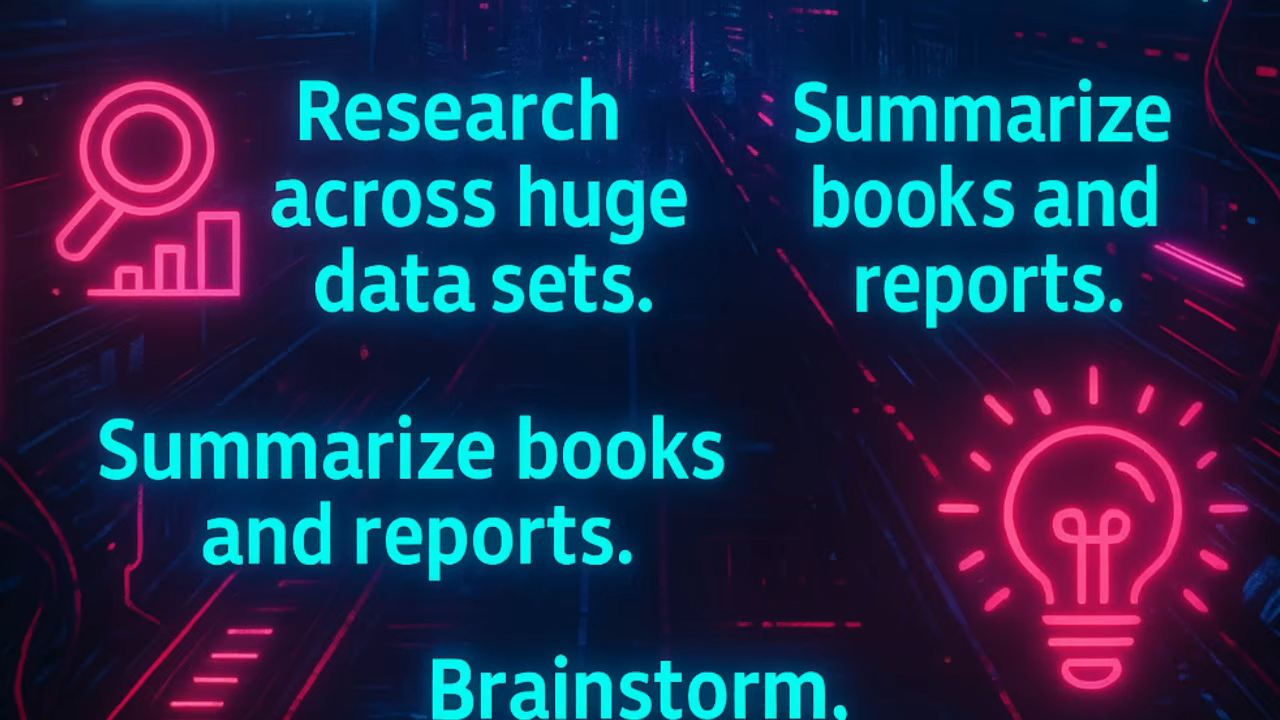 Research
across huge
data sets.
Summarize
books and
reports.
Summarize books
and reports.
Brainstorm.